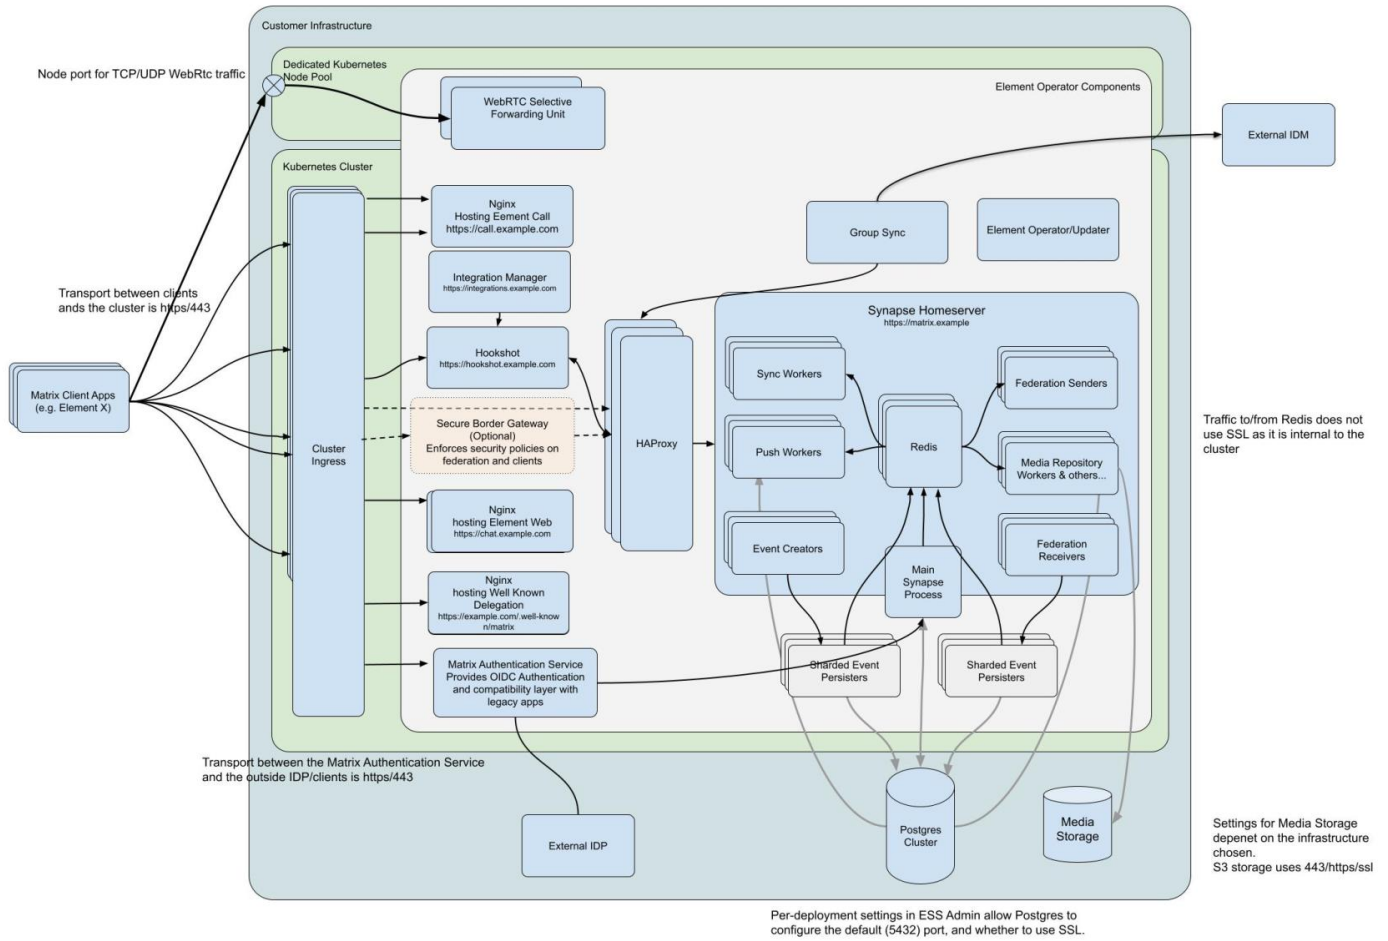 Customer Infrastructure
Node port for TCP/UDP WebRtc traffic
Dedicated Kubernetes
Node Pool
WebRTC Selective
Forwarding Unit
Element Operator Components
External IDM
Kubernetes Cluster
Nginx
Hosting Eement Call
https://call.example.com
Group Sync
Element Operator/Updater
Integration Manager
https://integrations.example.com
Transport between clients
ands the cluster is https/443
Synapse Homeserver
https://matrix.example
Hookshot
https://hookshot.example.com
Sync Workers
Federation Senders
Matrix Client Apps
(e.g. Element X)
Cluster
Ingress
Secure Border Gateway
(Optional)
Enforces security policies on
federation and clients
HAProxy
Push Workers
Redis
Media Repository
Workers & others...
Traffic to/from Redis does not
use SSL as it is internal to the
cluster
Nginx
hosting Element Web
https://chat.example.com
Event Creators
Main
Synapse
Process
Federation
Receivers
Nginx
hosting Well Known
Delegation
https://example.com/.well-know
n/matrix
Matrix Authentication Service
Provides OIDC Authentication
and compatibility layer with
legacy apps
Sharded Event
Persisters
Sharded Event
Persisters
Transport between the Matrix Authentication Service
and the outside IDP/clients is https/443
External IDP
Postgres
Cluster
Media
Storage
Settings for Media Storage
depenet on the infrastructure
chosen.
S3 storage uses 443/https/ssl
Per-deployment settings in ESS Admin allow Postgres to
configure the default (5432) port, and whether to use SSL.